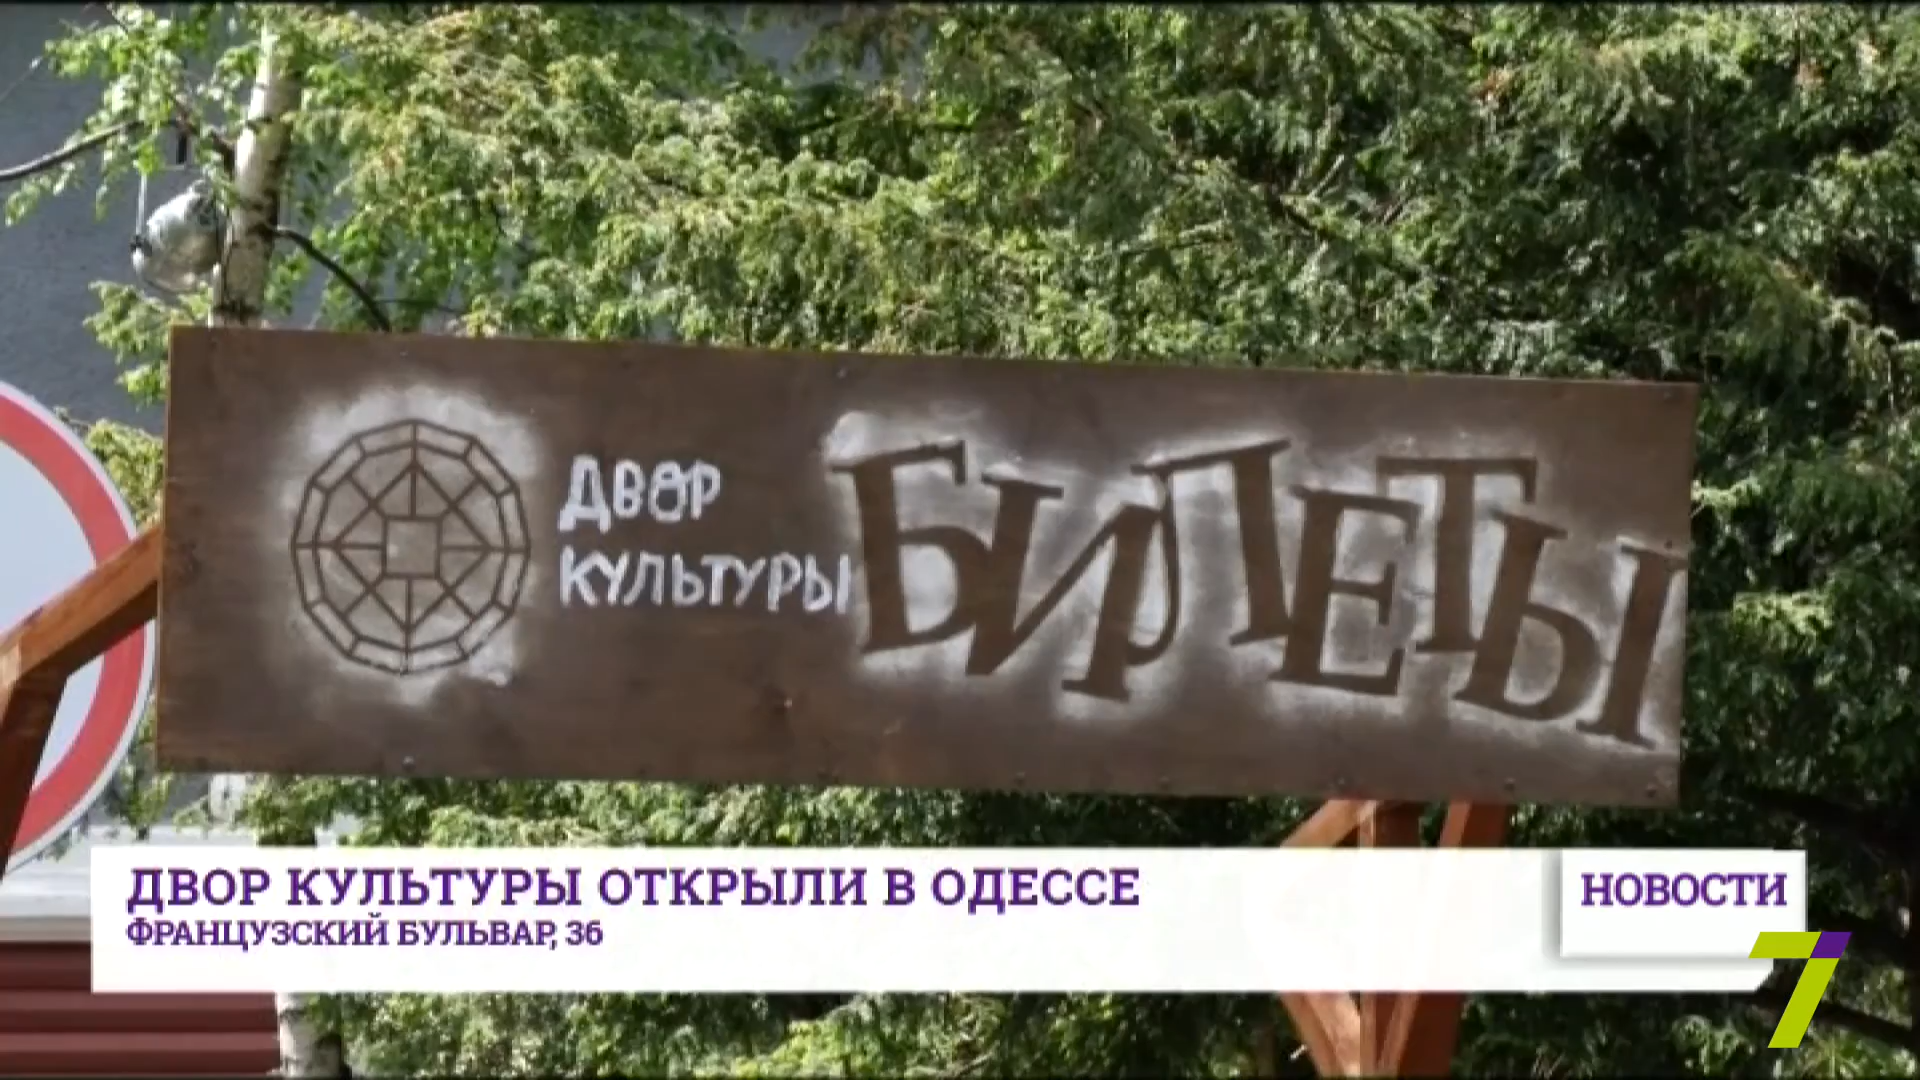 ДВОР
КУЛЬТУРЫ
БИЛЕТЫ
ДВОР КУЛЬТУРЫ ОТКРЫЛИ В ОДЕССЕ
ФРАНЦУЗСКИЙ БУЛЬВАР, 36
НОВОСТИ
7